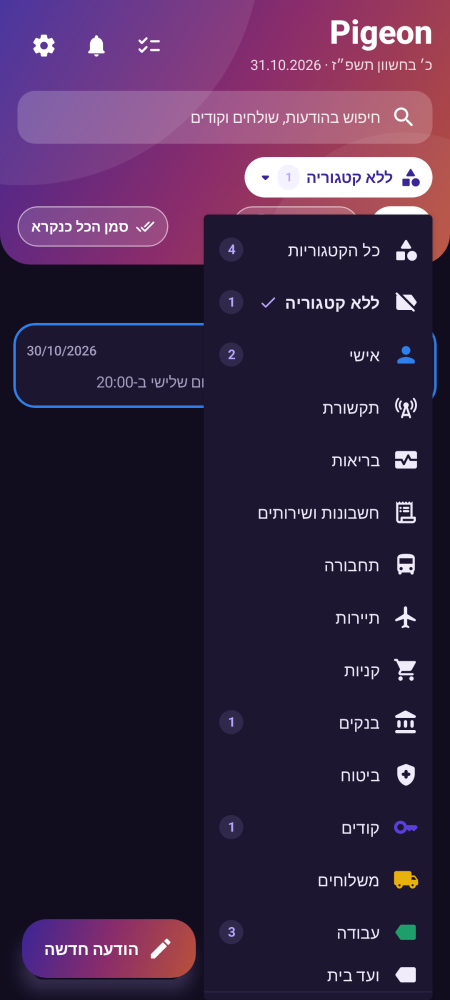 Pigeon
כ׳ בחשוון תשפ״ז · 31.10.2026
חיפוש בהודעות, שולחים וקודים
ללא קטגוריה 1
סמן הכל כנקרא
כל הקטגוריות 4
ללא קטגוריה 1
אישי 2
30/10/2026
שלישי ב-20:00
תקשורת
בריאות
חשבונות ושירותים
תחבורה
תיירות
קניות
בנקים 1
ביטוח
קודים 1
משלוחים
עבודה 3
הודעה חדשה
ועד בית